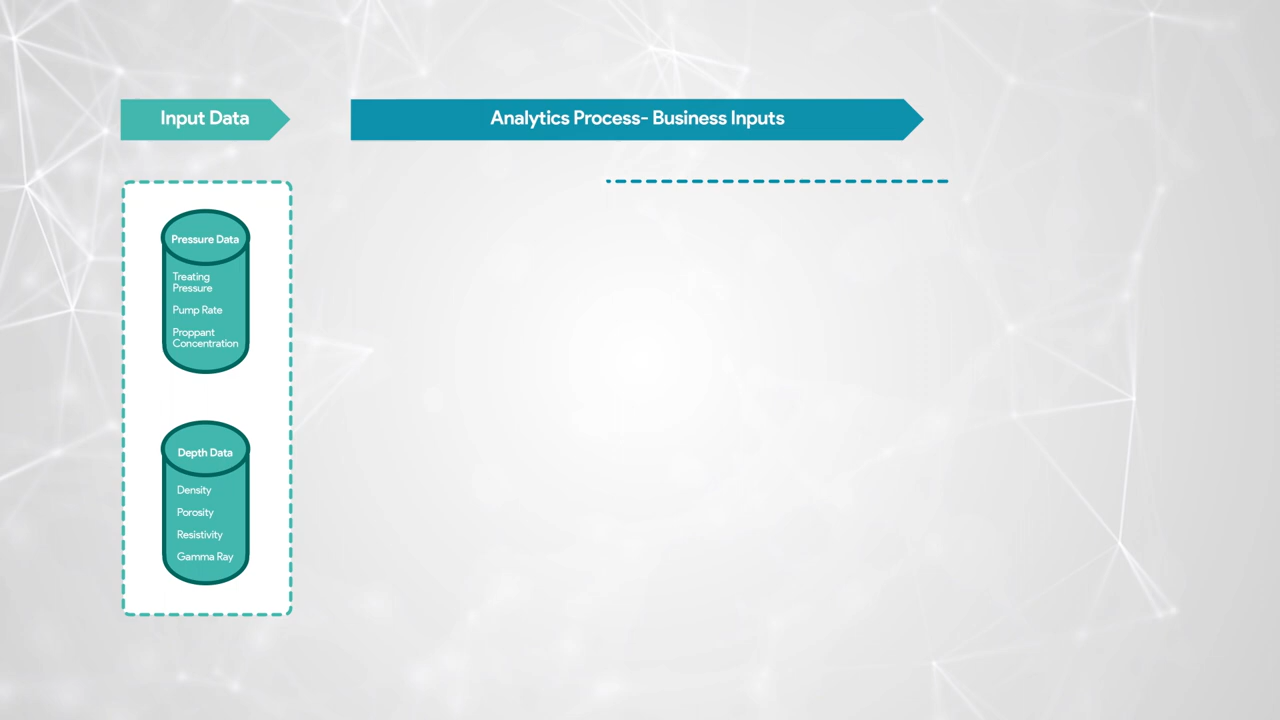 Input Data
Analytics Process- Business Inputs
Pressure Data
Treating
Pressure
Pump Rate
Proppant
Concentration
Depth Data
Density
Porosity
Resistivity
Gamma Ray